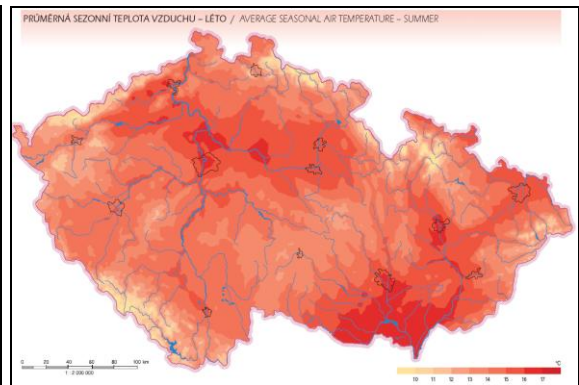 PRŮMĚRNÁ SEZONNÍ TEPLOTA VZDUCHU – LÉTO / AVERAGE SEASONAL AIR TEMPERATURE – SUMMER
0 20 40 60 80 100 km
1 : 2 000 000
°C
10 11 12 13 14 15 16 17